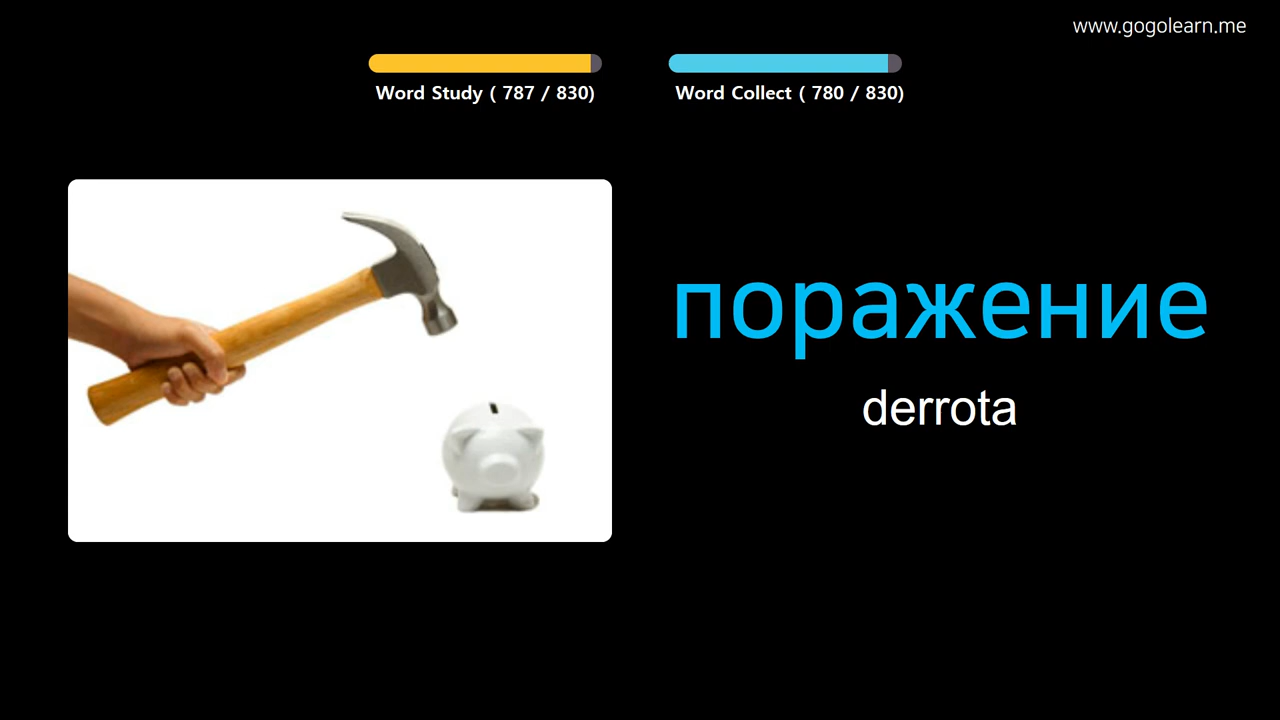 www.gogolearn.me
Word Study ( 787 / 830)
Word Collect ( 780 / 830)
поражение
derrota